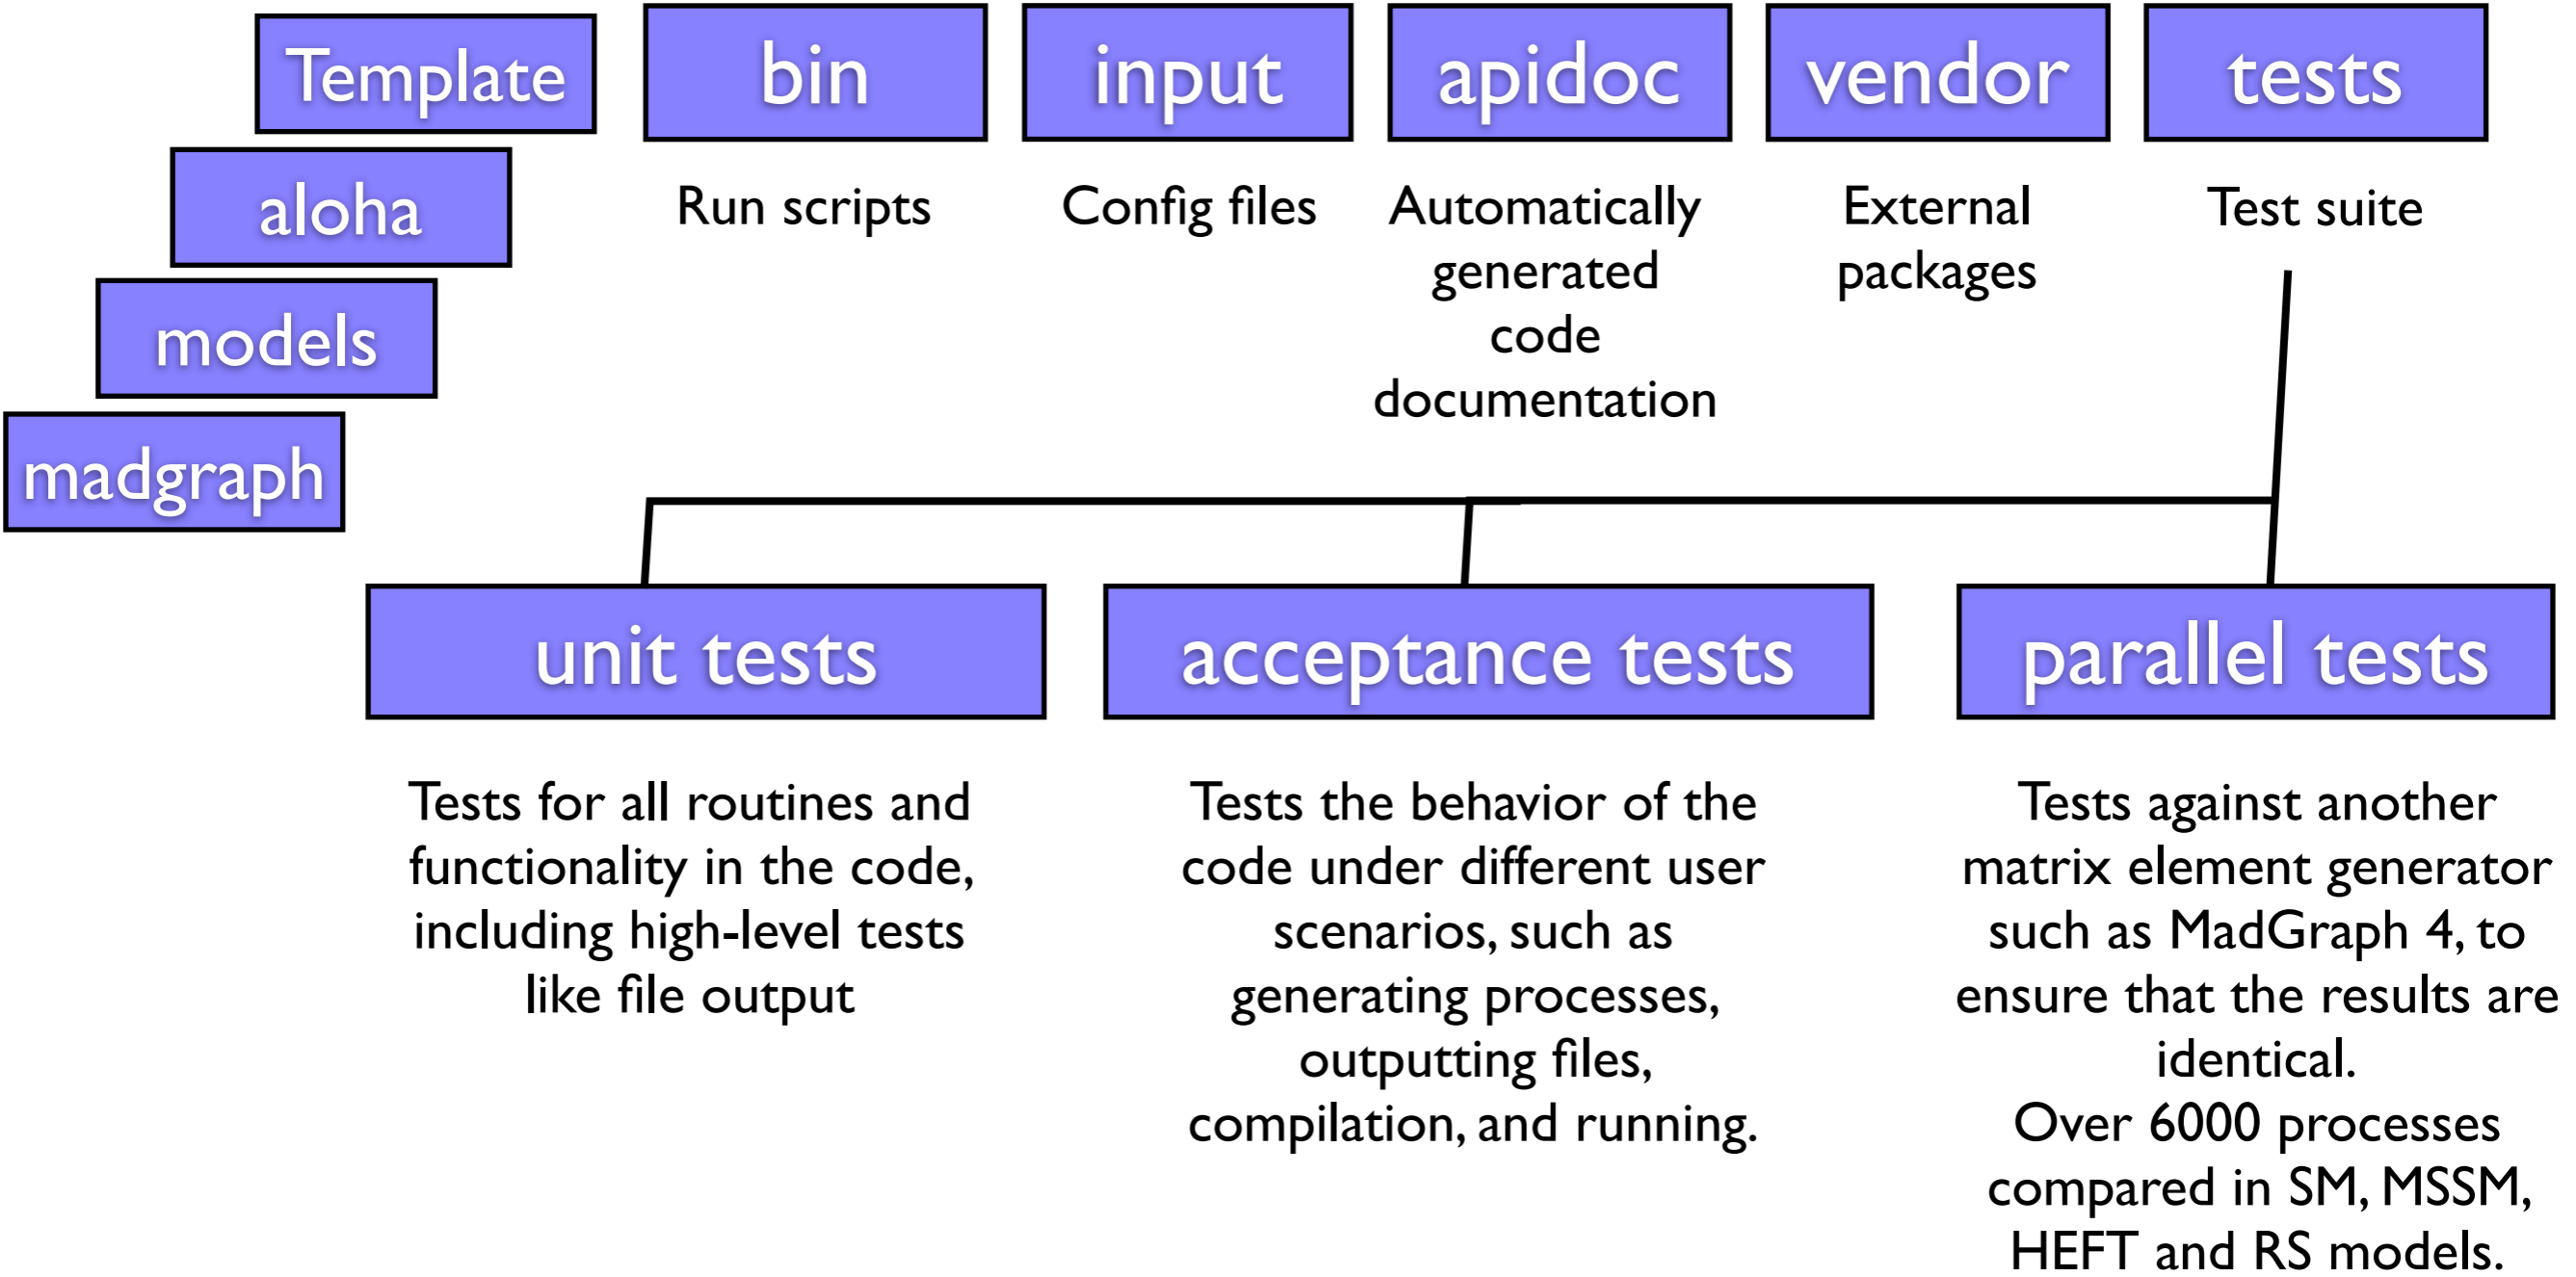 Template
bin
input
apidoc
vendor
tests
aloha
models
madgraph
Run scripts
Config files
Automatically
generated
code
documentation
External
packages
Test suite
unit tests
acceptance tests
parallel tests
Tests for all routines and
functionality in the code,
including high-level tests
like file output
Tests the behavior of the
code under different user
scenarios, such as
generating processes,
outputting files,
compilation, and running.
Tests against another
matrix element generator
such as MadGraph 4, to
ensure that the results are
identical.
Over 6000 processes
compared in SM, MSSM,
HEFT and RS models.